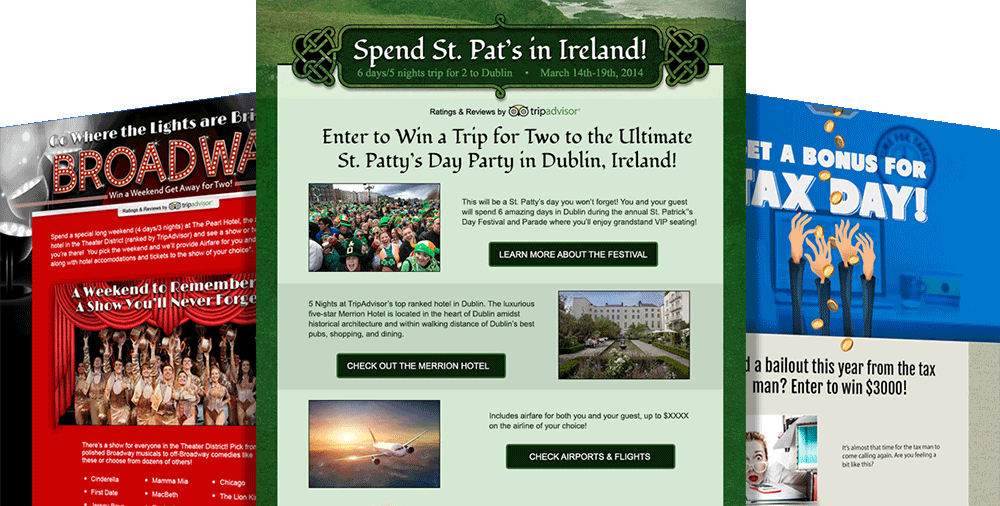 Go Where the Lights are Bri
BROADWA
Win a Weekend Get Away for Two!
Ratings & Reviews by tripadvisor
Spend a special long weekend (4 days/3 nights) at The Pearl Hotel, the
hotel in the Theater District (ranked by TripAdvisor) and see a show or
you're there! You pick the weekend and we'll provide Airfare for you and
along with hotel accomodations and tickets to the show of your choice
A Weekend to Remember
A Show You'll Never Forge
There's a show for everyone in the Theater District! Pick from
polished Broadway musicals to off-Broadway comedies like
these or choose from dozens of others!
• Cinderella • Mamma Mia • Chicago
• First Date • MacBeth • The Lion Ki
Spend St. Pat's in Ireland!
6 days/5 nights trip for 2 to Dublin • March 14th-19th, 2014
Ratings & Reviews by tripadvisor®
Enter to Win a Trip for Two to the Ultimate
St. Patty's Day Party in Dublin, Ireland!
This will be a St. Patty's day you won't forget! You and your guest
will spend 6 amazing days in Dublin during the annual St. Patrick"s
Day Festival and Parade where you'll enjoy grandstand VIP seating!
LEARN MORE ABOUT THE FESTIVAL
5 Nights at TripAdvisor's top ranked hotel in Dublin. The luxurious
five-star Merrion Hotel is located in the heart of Dublin amidst
historical architecture and within walking distance of Dublin's best
pubs, shopping, and dining.
CHECK OUT THE MERRION HOTEL
Includes airfare for both you and your guest, up to $XXXX
on the airline of your choice!
CHECK AIRPORTS & FLIGHTS
ET A BONUS FOR
TAX DAY!
d a bailout this year from the tax
man? Enter to win $3000!
It's almost that time for the tax man to
come calling again. Are you feeling a
bit like this?